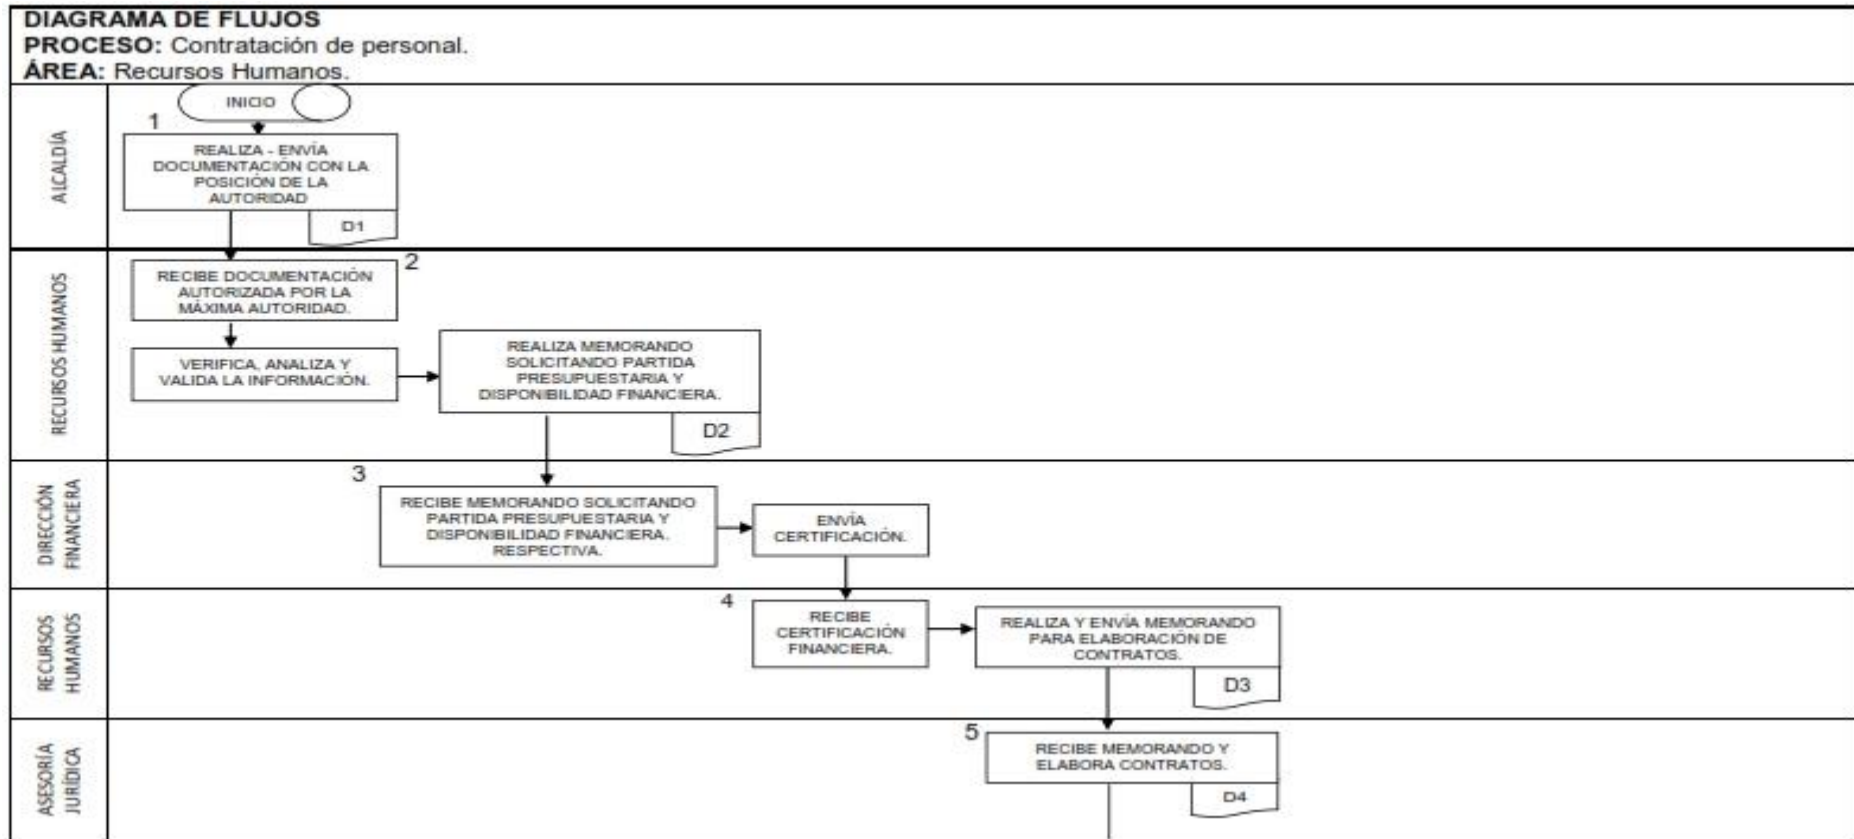 DIAGRAMA DE FLUJOS
PROCESO: Contratación de personal.
ÁREA: Recursos Humanos.
ALCALDÍA
INICIO
1
REALIZA - ENVÍA
DOCUMENTACIÓN CON LA
POSICIÓN DE LA
AUTORIDAD
D1
RECURSOS HUMANOS
2
RECIBE DOCUMENTACIÓN
AUTORIZADA POR LA
MÁXIMA AUTORIDAD.
VERIFICA, ANALIZA Y
VALIDA LA INFORMACIÓN.
REALIZA MEMORANDO
SOLICITANDO PARTIDA
PRESUPUESTARIA Y
DISPONIBILIDAD FINANCIERA.
D2
DIRECCIÓN
FINANCIERA
3
RECIBE MEMORANDO SOLICITANDO
PARTIDA PRESUPUESTARIA Y
DISPONIBILIDAD FINANCIERA.
RESPECTIVA.
ENVÍA
CERTIFICACIÓN.
RECURSOS
HUMANOS
4
RECIBE
CERTIFICACIÓN
FINANCIERA.
REALIZA Y ENVÍA MEMORANDO
PARA ELABORACIÓN DE
CONTRATOS.
D3
ASESORÍA
JURÍDICA
5
RECIBE MEMORANDO Y
ELABORA CONTRATOS.
D4